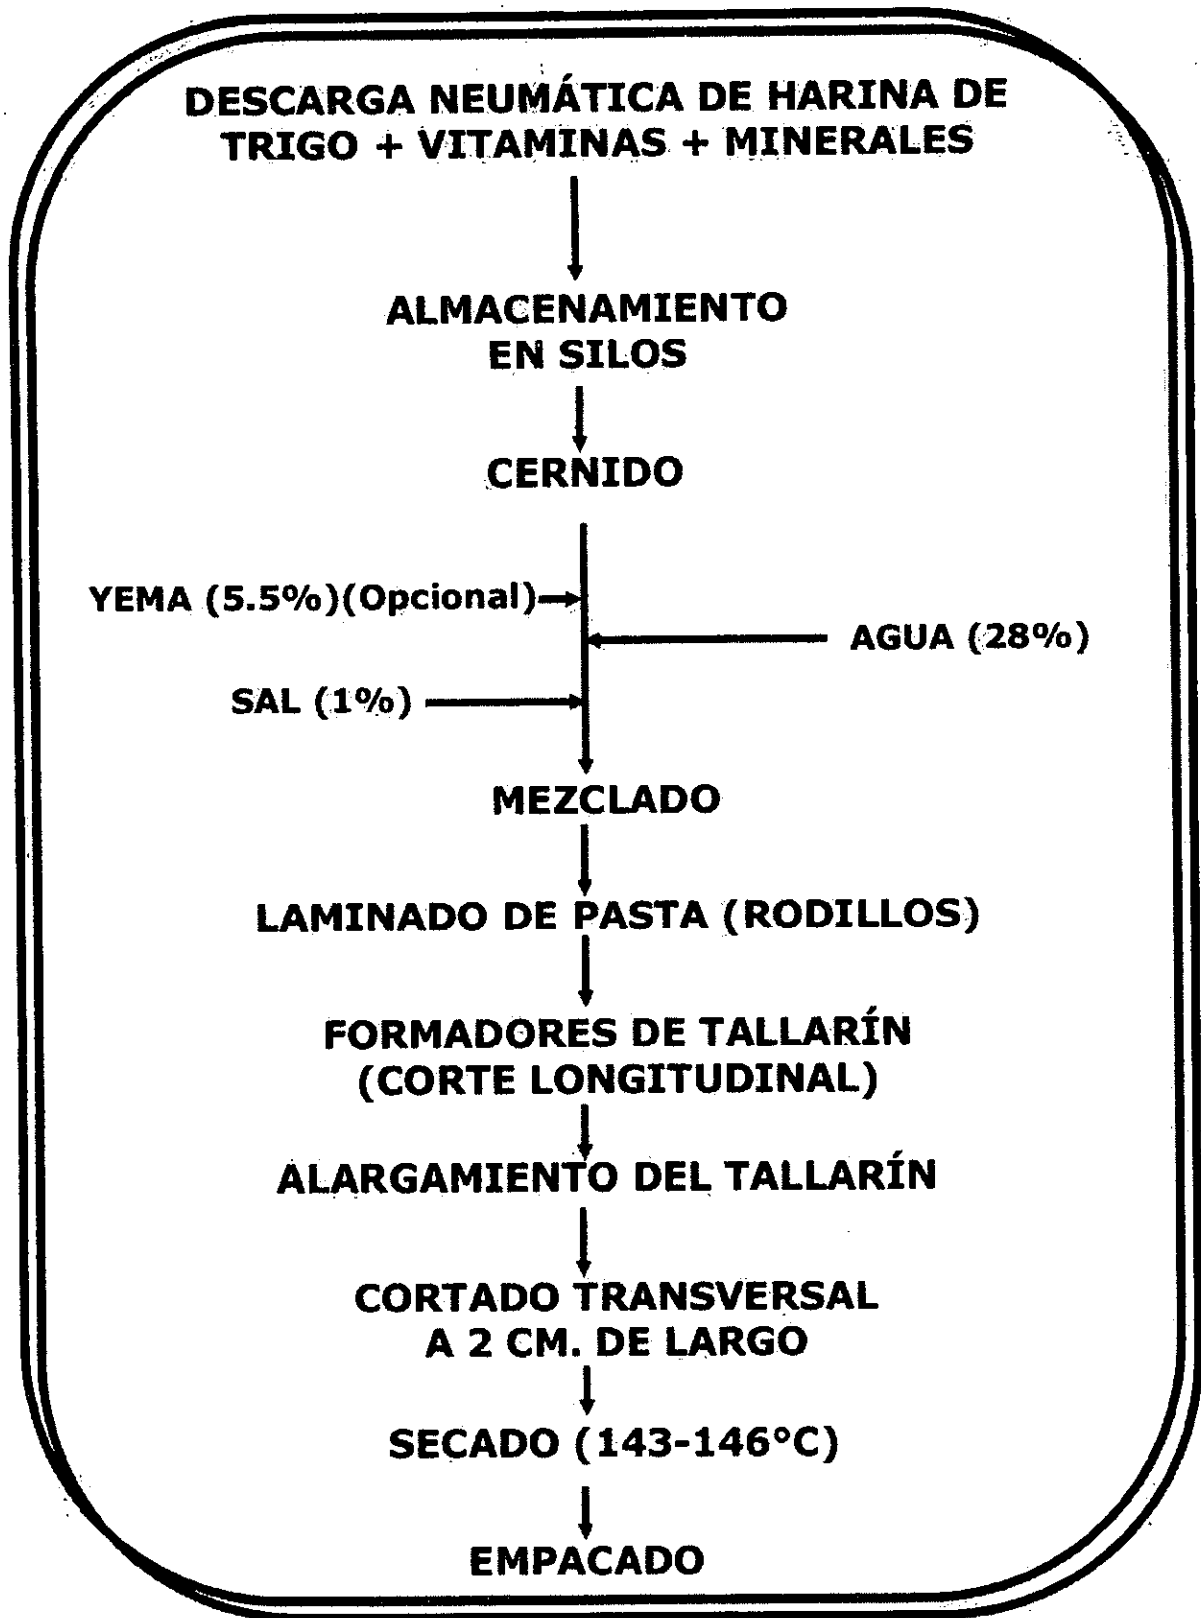 DESCARGA NEUMÁTICA DE HARINA DE
TRIGO + VITAMINAS + MINERALES
ALMACENAMIENTO
EN SILOS
CERNIDO
YEMA (5.5%)(Opcional)
AGUA (28%)
SAL (1%)
MEZCLADO
LAMINADO DE PASTA (RODILLOS)
FORMADORES DE TALLARÍN
(CORTE LONGITUDINAL)
ALARGAMIENTO DEL TALLARÍN
CORTADO TRANSVERSAL
A 2 CM. DE LARGO
SECADO (143-146°C)
EMPACADO